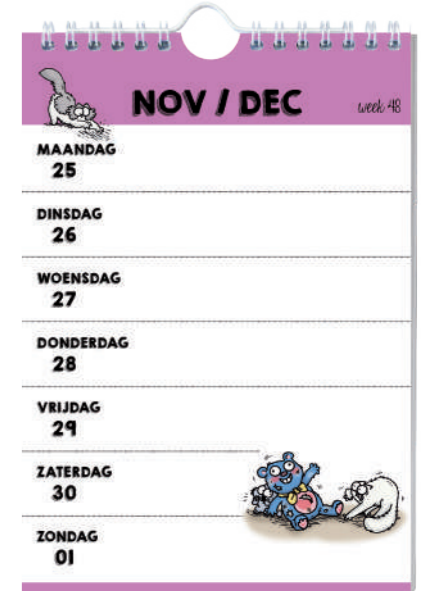 NOV / DEC
week 48
MAANDAG
25
DINSDAG
26
WOENSDAG
27
DONDERDAG
28
VRIJDAG
29
ZATERDAG
30
ZONDAG
01